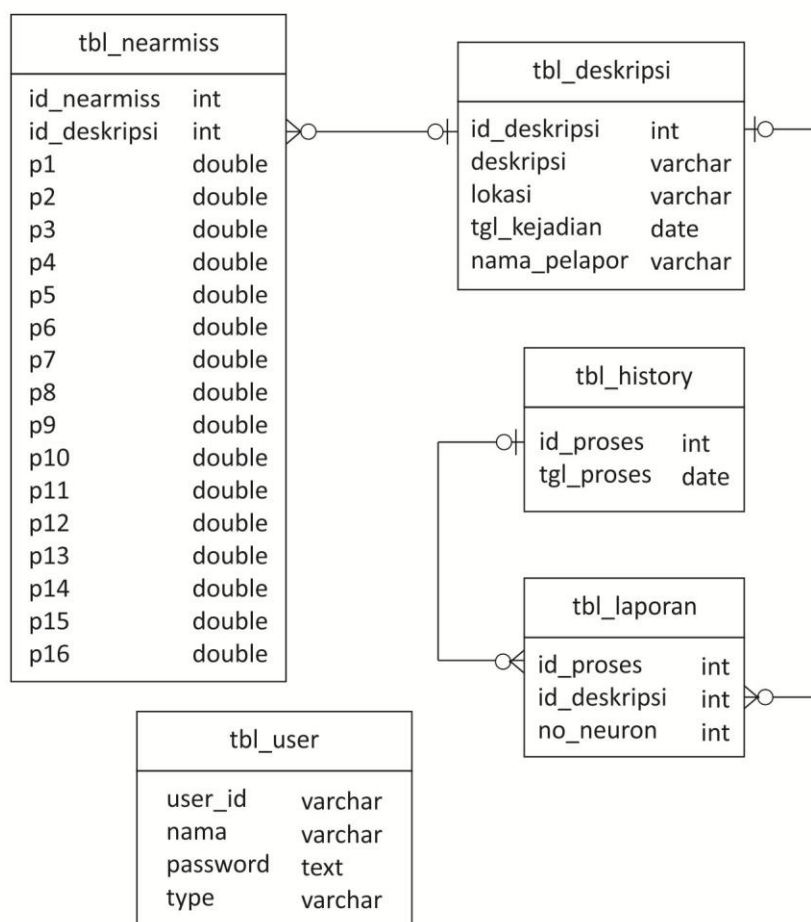 tbl_nearmiss
id_nearmiss int
id_deskripsi int
p1 double
p2 double
p3 double
p4 double
p5 double
p6 double
p7 double
p8 double
p9 double
p10 double
p11 double
p12 double
p13 double
p14 double
p15 double
p16 double
tbl_deskripsi
id_deskripsi int
deskripsi varchar
lokasi varchar
tgl_kejadian date
nama_pelapor varchar
tbl_history
id_proses int
tgl_proses date
tbl_laporan
id_proses int
id_deskripsi int
no_neuron int
tbl_user
user_id varchar
nama varchar
password text
type varchar